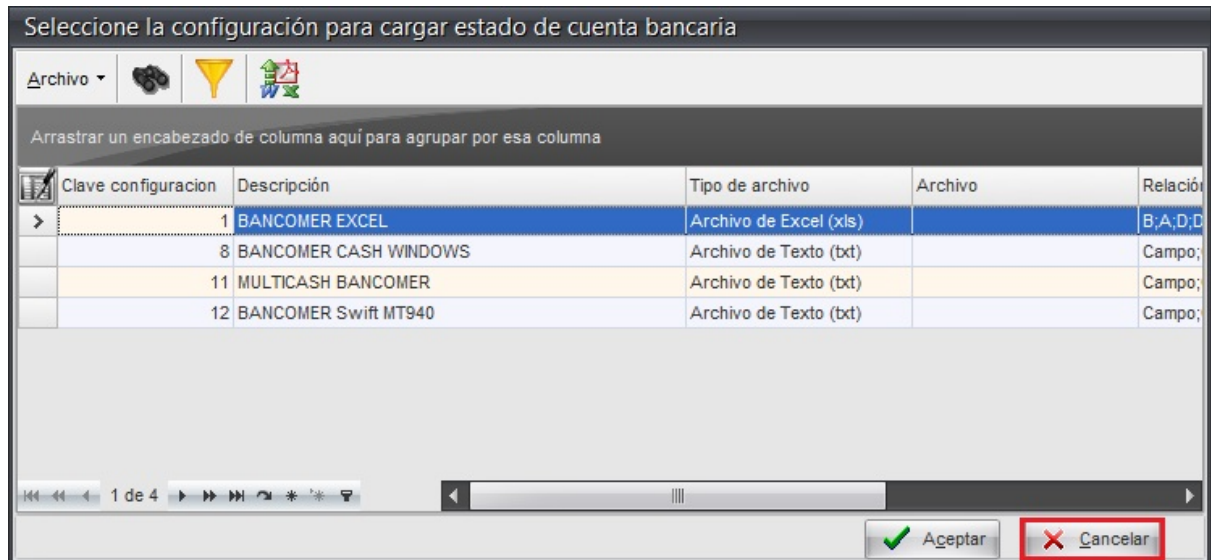 Seleccione la configuración para cargar estado de cuenta bancaria
Archivo
Arrastrar un encabezado de columna aquí para agrupar por esa columna
Clave configuracion Descripción Tipo de archivo Archivo Relación
1 BANCOMER EXCEL Archivo de Excel (xls) B;A;D;D
8 BANCOMER CASH WINDOWS Archivo de Texto (txt) Campo;
11 MULTICASH BANCOMER Archivo de Texto (txt) Campo;
12 BANCOMER Swift MT940 Archivo de Texto (txt) Campo;
1 de 4
Aceptar Cancelar